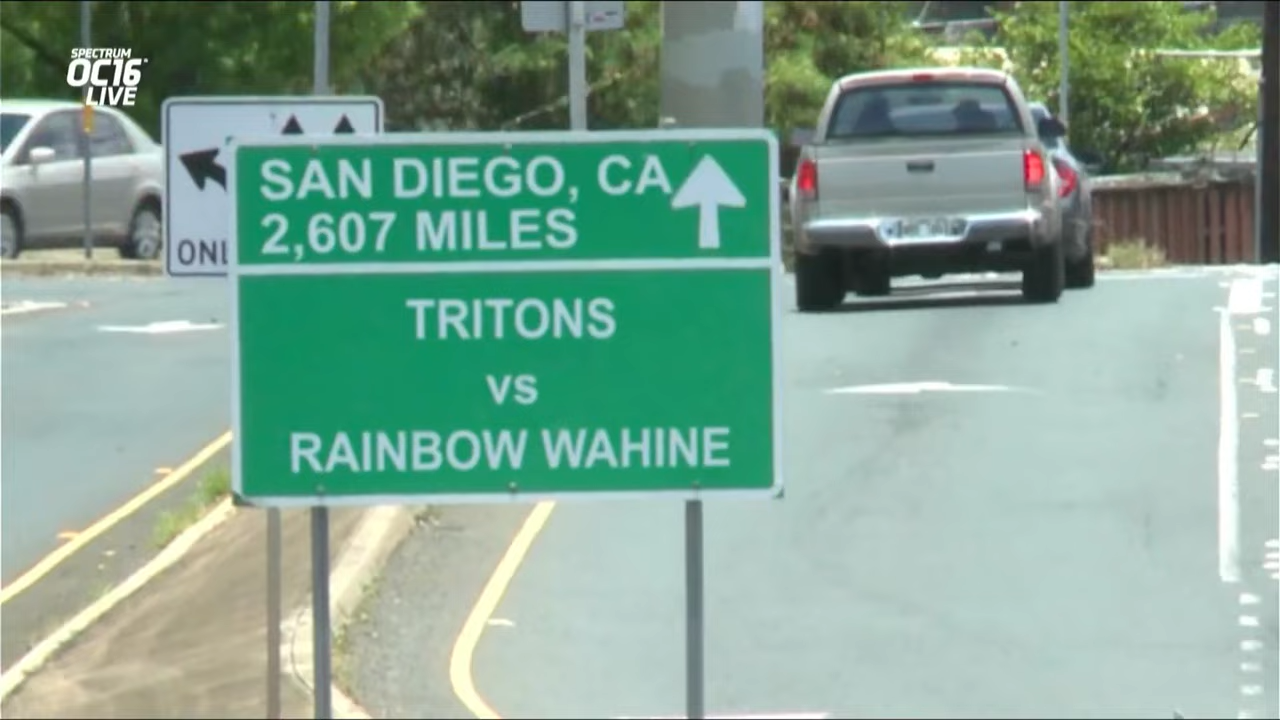 SPECTRUM
OC16
LIVE
SAN DIEGO, CA
2,607 MILES
TRITONS
VS
RAINBOW WAHINE
ONL